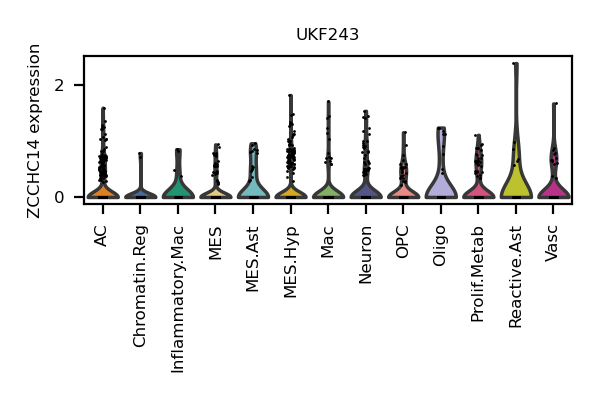 UKF243
ZCCHC14 expression
2
0
AC
Chromatin.Reg
Inflammatory.Mac
MES
MES.Ast
MES.Hyp
Mac
Neuron
OPC
Oligo
Prolif.Metab
Reactive.Ast
Vasc